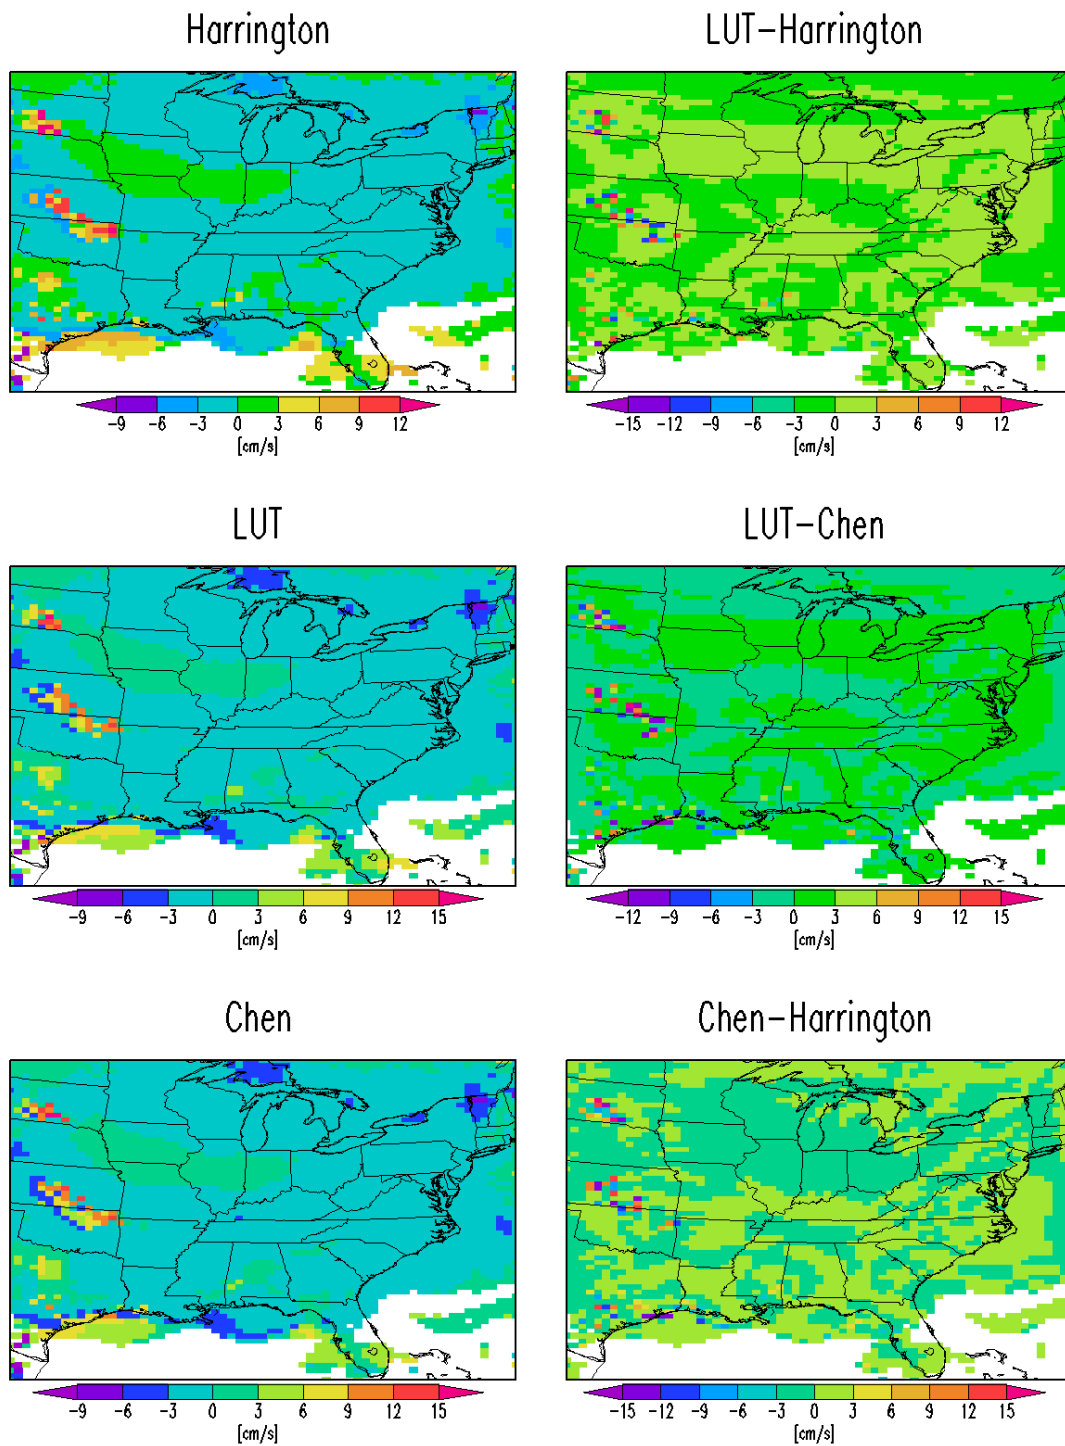 Harrington
LUT-Harrington
-9 -6 -3 0 3 6 9 12
[cm/s]
-15 -12 -9 -6 -3 0 3 6 9 12
[cm/s]
LUT
LUT-Chen
-9 -6 -3 0 3 6 9 12 15
[cm/s]
-12 -9 -6 -3 0 3 6 9 12 15
[cm/s]
Chen
Chen-Harrington
-9 -6 -3 0 3 6 9 12 15
[cm/s]
-15 -12 -9 -6 -3 0 3 6 9 12 15
[cm/s]